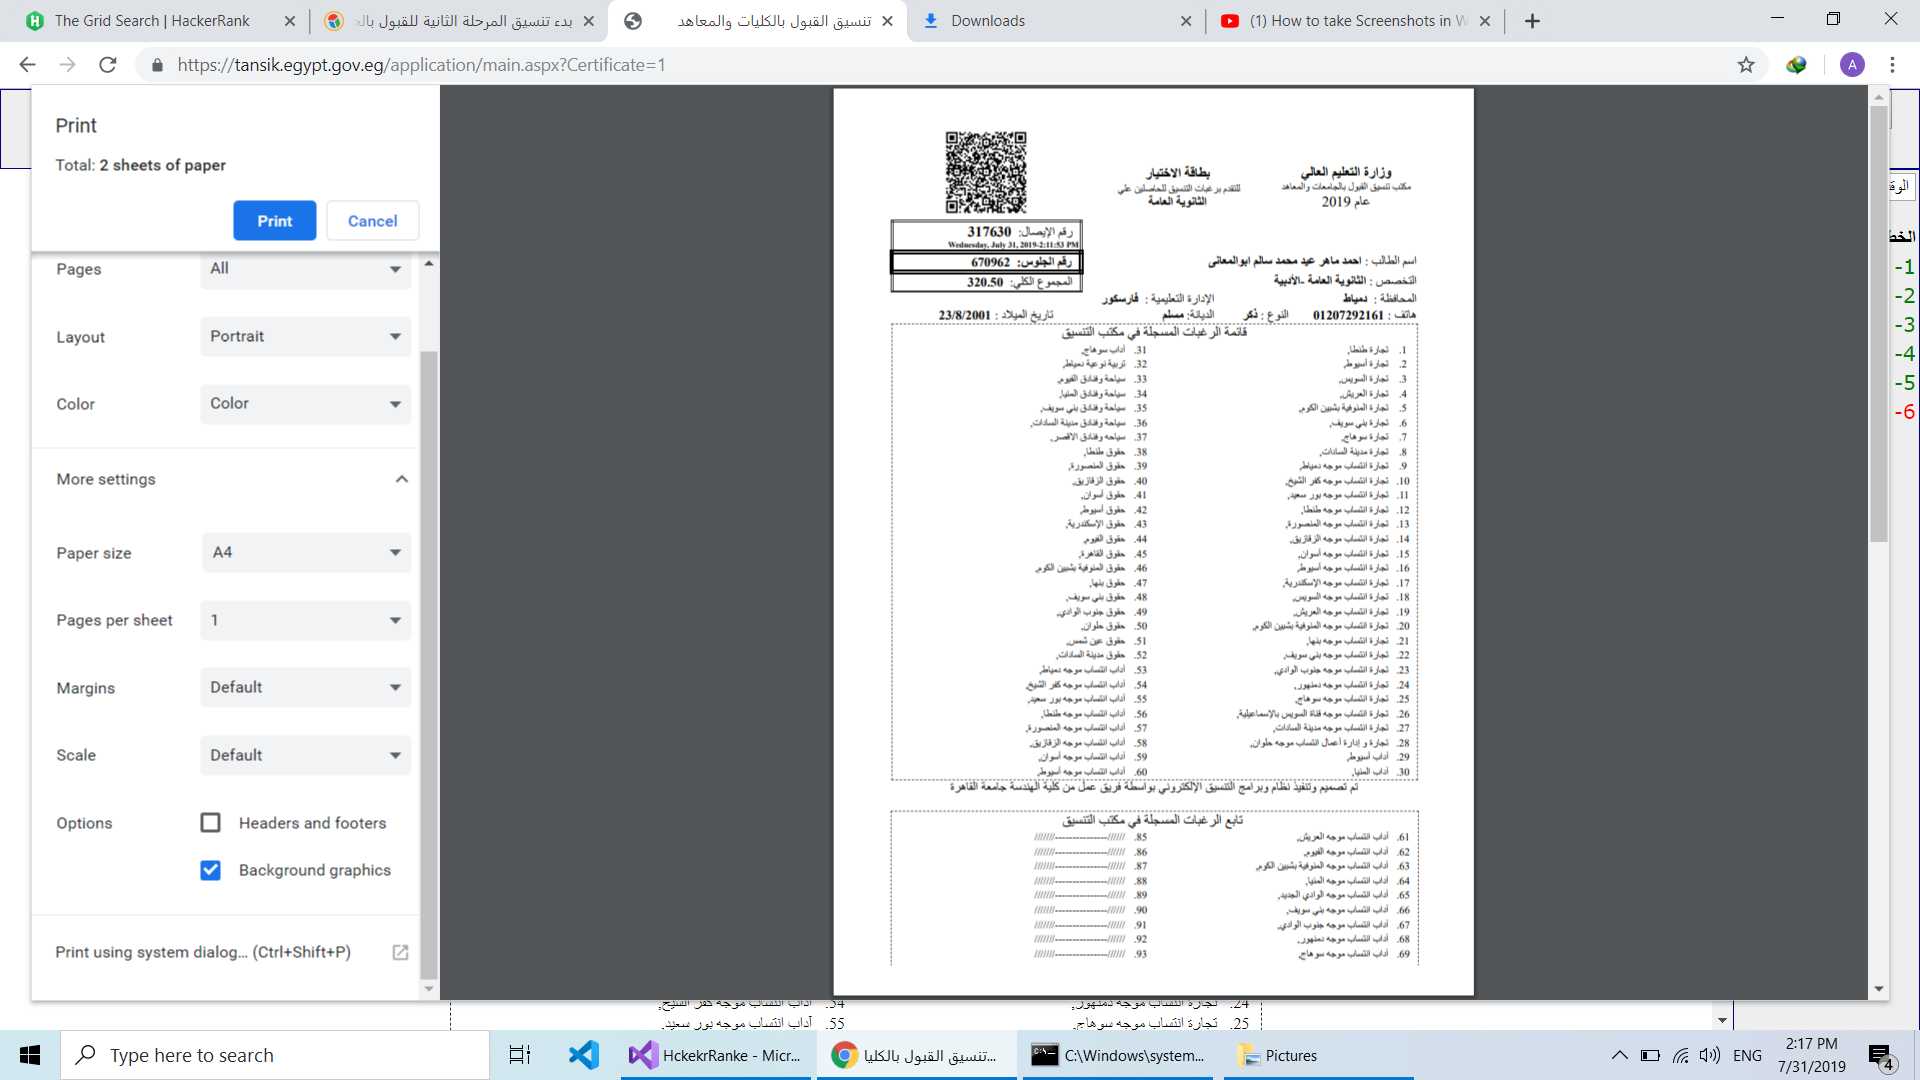 The Grid Search | HackerRank
بدء تنسيق المرحلة الثانية للقبول بال
تنسيق القبول بالكليات والمعاهد
Downloads
(1) How to take Screenshots in W
https://tansik.egypt.gov.eg/application/main.aspx?Certificate=1
A
Print
Total: 2 sheets of paper
Print
Cancel
Pages
All
Layout
Portrait
Color
Color
More settings
Paper size
A4
Pages per sheet
1
Margins
Default
Scale
Default
Options
Headers and footers
Background graphics
Print using system dialog... (Ctrl+Shift+P)
وزارة التعليم العالي
مكتب تنسيق القبول بالجامعات والمعاهد
عام 2019
بطاقة الاختيار
للتقدم برغبات التنسيق للحاصلين علي
الثانوية العامة
رقم الإيصال: 317630
Wednesday, July 31, 2019-2:11:53 PM
رقم الجلوس: 670962
المجموع الكلي: 320.50
اسم الطالب : احمد ماهر عيد محمد سالم ابوالمعاني
التخصص : الثانوية العامة -الأدبية
المحافظة : دمياط
الإدارة التعليمية : فارسكور
هاتف : 01207292161
النوع : ذكر
الديانة: مسلم
تاريخ الميلاد : 23/8/2001
قائمة الرغبات المسجلة في مكتب التنسيق
1. تجارة طنطا,
2. تجارة أسيوط,
3. تجارة السويس,
4. تجارة العريش,
5. تجارة المنوفية بشبين الكوم,
6. تجارة بني سويف,
7. تجارة سوهاج,
8. تجارة مدينة السادات,
9. تجارة انتساب موجه دمياط,
10. تجارة انتساب موجه كفر الشيخ,
11. تجارة انتساب موجه بور سعيد,
12. تجارة انتساب موجه طنطا,
13. تجارة انتساب موجه المنصورة,
14. تجارة انتساب موجه الزقازيق,
15. تجارة انتساب موجه أسوان,
16. تجارة انتساب موجه أسيوط,
17. تجارة انتساب موجه الإسكندرية,
18. تجارة انتساب موجه السويس,
19. تجارة انتساب موجه العريش,
20. تجارة انتساب موجه المنوفية بشبين الكوم,
21. تجارة انتساب موجه بنها,
22. تجارة انتساب موجه بني سويف,
23. تجارة انتساب موجه جنوب الوادي,
24. تجارة انتساب موجه دمنهور,
25. تجارة انتساب موجه سوهاج,
26. تجارة انتساب موجه قناة السويس بالإسماعيلية,
27. تجارة انتساب موجه مدينة السادات,
28. تجارة و إدارة أعمال انتساب موجه حلوان,
29. آداب أسيوط,
30. آداب المنيا,
31. آداب سوهاج,
32. تربية نوعية دمياط,
33. سياحة وفنادق الفيوم,
34. سياحة وفنادق المنيا,
35. سياحة وفنادق بني سويف,
36. سياحة وفنادق مدينة السادات,
37. سياحه وفنادق الاقصر,
38. حقوق طنطا,
39. حقوق المنصورة,
40. حقوق الزقازيق,
41. حقوق أسوان,
42. حقوق أسيوط,
43. حقوق الإسكندرية,
44. حقوق الفيوم,
45. حقوق القاهرة,
46. حقوق المنوفية بشبين الكوم,
47. حقوق بنها,
48. حقوق بني سويف,
49. حقوق جنوب الوادي,
50. حقوق حلوان,
51. حقوق عين شمس,
52. حقوق مدينة السادات,
53. آداب انتساب موجه دمياط,
54. آداب انتساب موجه كفر الشيخ,
55. آداب انتساب موجه بور سعيد,
56. آداب انتساب موجه طنطا,
57. آداب انتساب موجه المنصورة,
58. آداب انتساب موجه الزقازيق,
59. آداب انتساب موجه أسوان,
60. آداب انتساب موجه أسيوط,
تم تصميم وتنفيذ نظام وبرامج التنسيق الإلكتروني بواسطة فريق عمل من كلية الهندسة جامعة القاهرة
تابع الرغبات المسجلة في مكتب التنسيق
61. آداب انتساب موجه العريش,
62. آداب انتساب موجه الفيوم,
63. آداب انتساب موجه المنوفية بشبين الكوم,
64. آداب انتساب موجه المنيا,
65. آداب انتساب موجه الوادي الجديد,
66. آداب انتساب موجه بني سويف,
67. آداب انتساب موجه جنوب الوادي,
68. آداب انتساب موجه دمنهور,
69. آداب انتساب موجه سوهاج,
85. //////---------------///////
86. //////---------------///////
87. //////---------------///////
88. //////---------------///////
89. //////---------------///////
90. //////---------------///////
91. //////---------------///////
92. //////---------------///////
93. //////---------------///////
الوق
الخط
-1
-2
-3
-4
-5
-6
24. تجارة انتساب موجه دمنهور,
54. آداب انتساب موجه كفر الشيخ,
25. تجارة انتساب موجه سوهاج,
55. آداب انتساب موجه بور سعيد,
Type here to search
HckekrRanke - Micr...
تنسيق القبول بالكليا...
C:\Windows\system...
Pictures
ENG
2:17 PM
7/31/2019
4